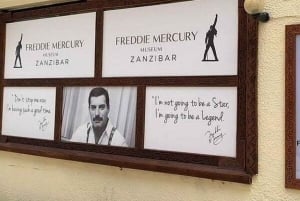 FREDDIE MERCURY
MUSEUM
ZANZIBAR
FREDDIE MERCURY
MUSEUM
ZANZIBAR
"Don't stop me now
I'm having such a good time"
"I'm not going to be a Star,
I'm going to be a Legend.